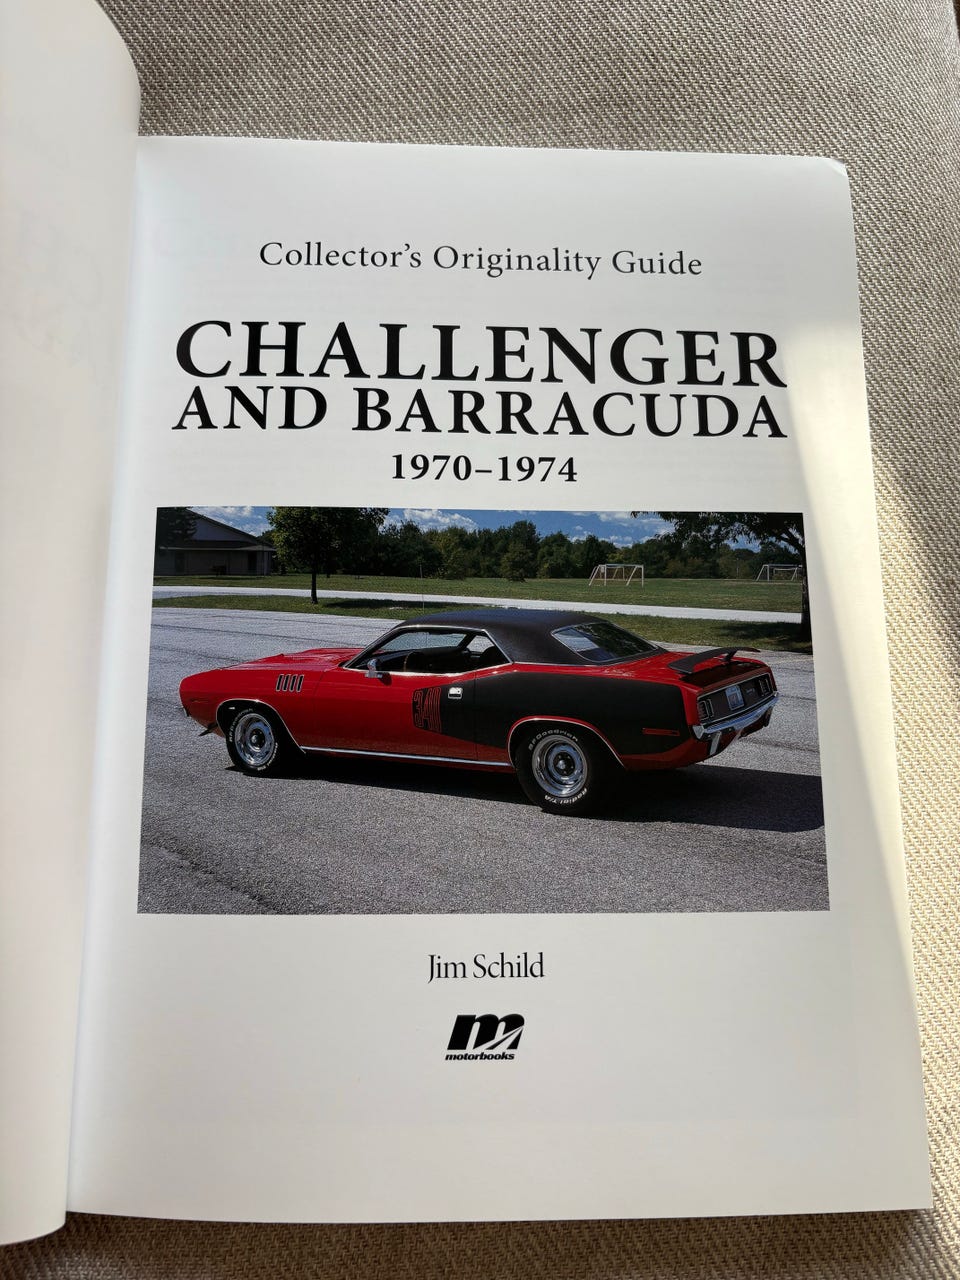 Collector's Originality Guide
CHALLENGER
AND BARRACUDA
1970–1974
340
Jim Schild
m
motorbooks